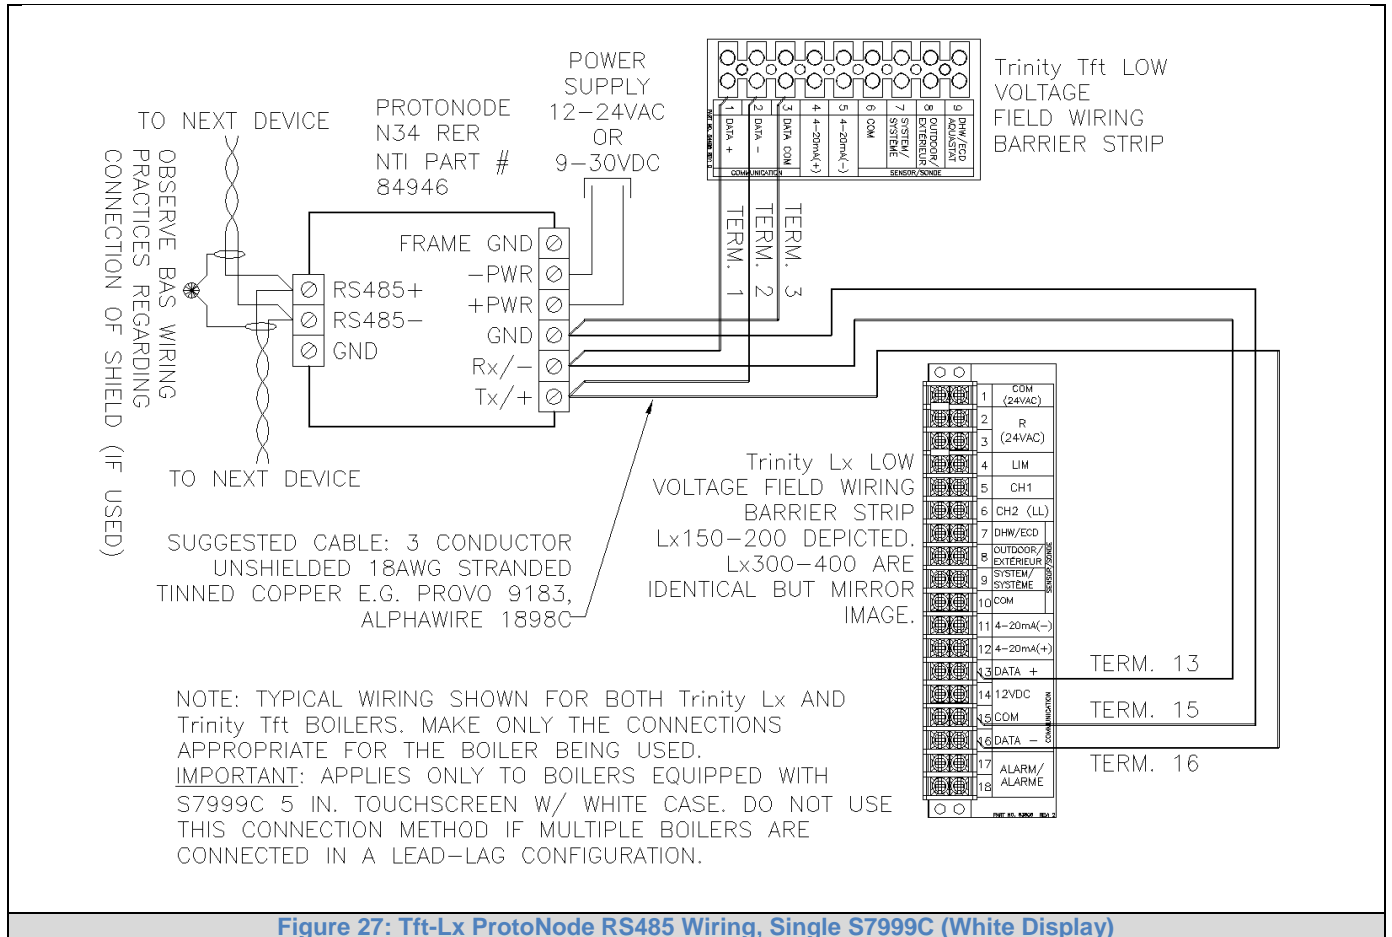 POWER
SUPPLY
12-24VAC
OR
9-30VDC
PROTONODE
N34 RER
NTI PART #
84946
TO NEXT DEVICE
OBSERVE BAS WIRING
PRACTICES REGARDING
CONNECTION OF SHIELD (IF USED)
TO NEXT DEVICE
FRAME GND
-PWR
+PWR
GND
Rx/-
Tx/+
RS485+
RS485-
GND
Trinity Tft LOW
VOLTAGE
FIELD WIRING
BARRIER STRIP
1 DATA +
2 DATA -
3 DATA COM
4 4-20mA(+)
5 4-20mA(-)
6 COM
7 SYSTEM/
SYSTÈME
8 OUTDOOR/
EXTÉRIEUR
9 DHW/ECD
AQUASTAT
COMMUNICATION
SENSOR/SONDE
TERM. 1
TERM. 2
TERM. 3
Trinity Lx LOW
VOLTAGE FIELD WIRING
BARRIER STRIP
Lx150-200 DEPICTED.
Lx300-400 ARE
IDENTICAL BUT MIRROR
IMAGE.
1 COM
(24VAC)
2
R
(24VAC)
3
4 LIM
5 CH1
6 CH2 (LL)
7 DHW/ECD
8 OUTDOOR/
EXTÉRIEUR
9 SYSTEM/
SYSTÈME
10 COM
SENSOR/SONDE
11 4-20mA(-)
12 4-20mA(+)
13 DATA +
14 12VDC
15 COM
16 DATA -
COMMUNICATION
17
ALARM/
ALARME
18
TERM. 13
TERM. 15
TERM. 16
SUGGESTED CABLE: 3 CONDUCTOR
UNSHIELDED 18AWG STRANDED
TINNED COPPER E.G. PROVO 9183,
ALPHAWIRE 1898C
NOTE: TYPICAL WIRING SHOWN FOR BOTH Trinity Lx AND
Trinity Tft BOILERS. MAKE ONLY THE CONNECTIONS
APPROPRIATE FOR THE BOILER BEING USED.
IMPORTANT: APPLIES ONLY TO BOILERS EQUIPPED WITH
S7999C 5 IN. TOUCHSCREEN W/ WHITE CASE. DO NOT USE
THIS CONNECTION METHOD IF MULTIPLE BOILERS ARE
CONNECTED IN A LEAD-LAG CONFIGURATION.
Figure 27: Tft-Lx ProtoNode RS485 Wiring, Single S7999C (White Display)